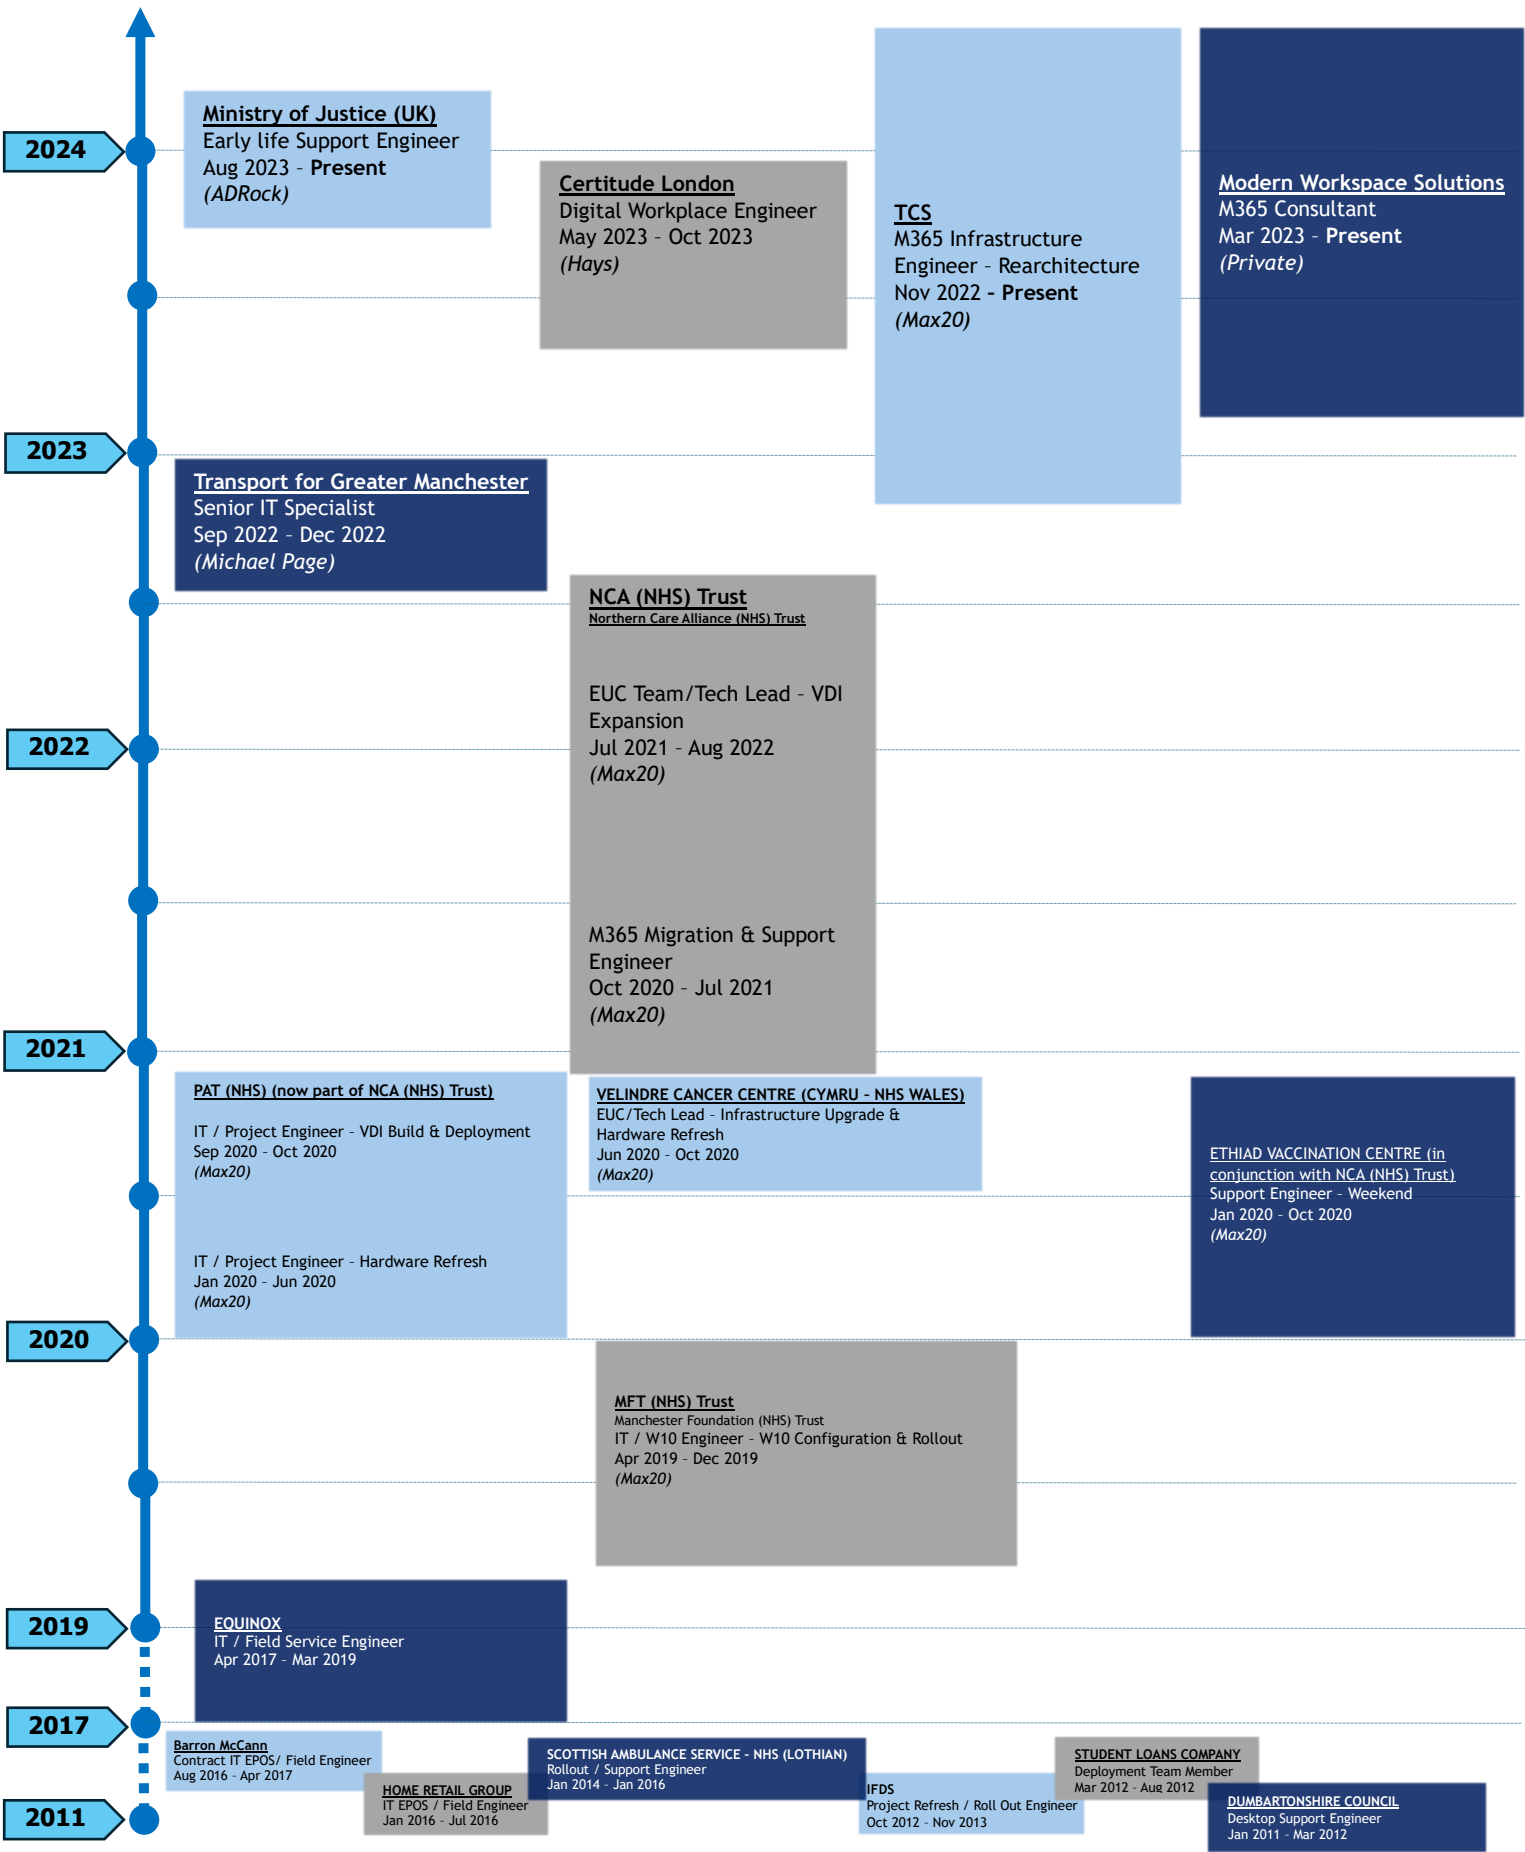 2024
Ministry of Justice (UK)
Early life Support Engineer
Aug 2023 – Present
(ADRock)
Certitude London
Digital Workplace Engineer
May 2023 – Oct 2023
(Hays)
TCS
M365 Infrastructure
Engineer – Rearchitecture
Nov 2022 – Present
(Max20)
Modern Workspace Solutions
M365 Consultant
Mar 2023 – Present
(Private)
2023
Transport for Greater Manchester
Senior IT Specialist
Sep 2022 – Dec 2022
(Michael Page)
NCA (NHS) Trust
Northern Care Alliance (NHS) Trust
EUC Team/Tech Lead – VDI
Expansion
Jul 2021 – Aug 2022
(Max20)
2022
M365 Migration & Support
Engineer
Oct 2020 – Jul 2021
(Max20)
2021
PAT (NHS) (now part of NCA (NHS) Trust)
IT / Project Engineer – VDI Build & Deployment
Sep 2020 – Oct 2020
(Max20)
IT / Project Engineer – Hardware Refresh
Jan 2020 – Jun 2020
(Max20)
VELINDRE CANCER CENTRE (CYMRU – NHS WALES)
EUC/Tech Lead – Infrastructure Upgrade &
Hardware Refresh
Jun 2020 – Oct 2020
(Max20)
ETHIAD VACCINATION CENTRE (in
conjunction with NCA (NHS) Trust)
Support Engineer – Weekend
Jan 2020 – Oct 2020
(Max20)
2020
MFT (NHS) Trust
Manchester Foundation (NHS) Trust
IT / W10 Engineer – W10 Configuration & Rollout
Apr 2019 – Dec 2019
(Max20)
2019
EQUINOX
IT / Field Service Engineer
Apr 2017 – Mar 2019
2017
Barron McCann
Contract IT EPOS/ Field Engineer
Aug 2016 – Apr 2017
HOME RETAIL GROUP
IT EPOS / Field Engineer
Jan 2016 – Jul 2016
SCOTTISH AMBULANCE SERVICE – NHS (LOTHIAN)
Rollout / Support Engineer
Jan 2014 – Jan 2016
IFDS
Project Refresh / Roll Out Engineer
Oct 2012 – Nov 2013
STUDENT LOANS COMPANY
Deployment Team Member
Mar 2012 – Aug 2012
DUMBARTONSHIRE COUNCIL
Desktop Support Engineer
Jan 2011 – Mar 2012
2011